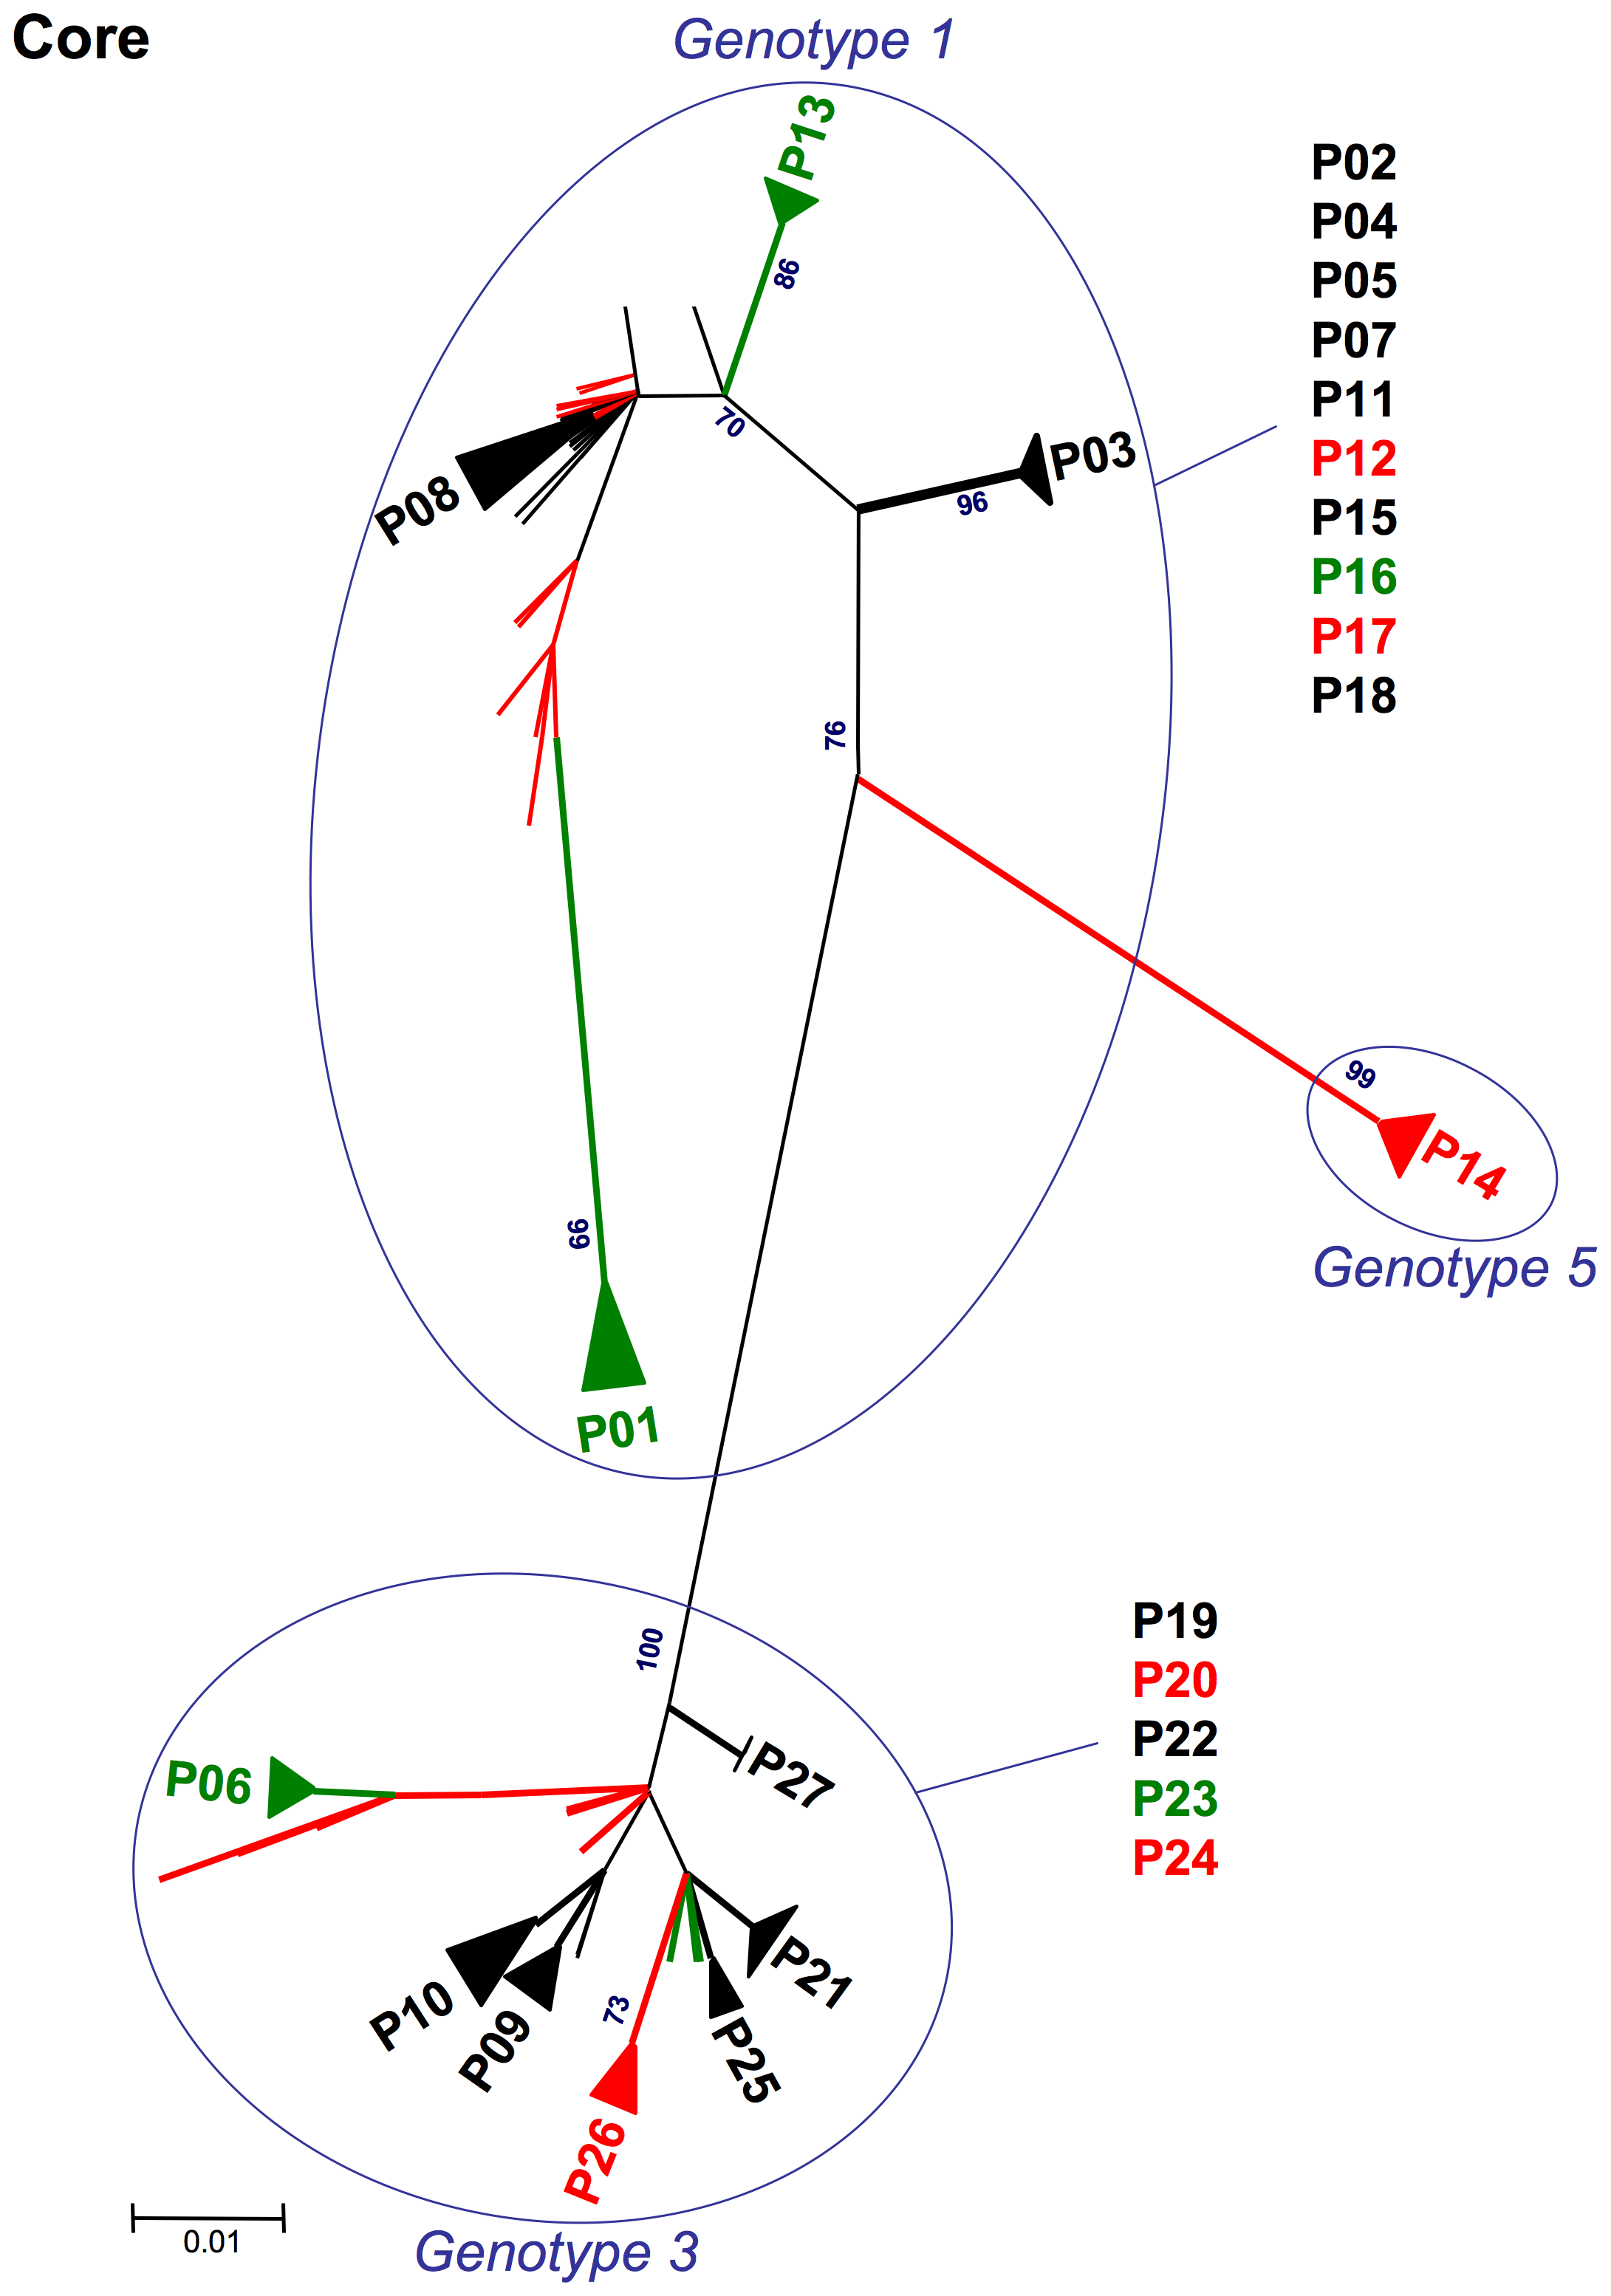 Core
Genotype 1
P13
86
70
P03
96
P08
76
P02
P04
P05
P07
P11
P12
P15
P16
P17
P18
99
P14
Genotype 5
66
P01
100
P19
P20
P22
P23
P24
P27
P06
P10
P09
73
P21
P25
P26
0.01
Genotype 3